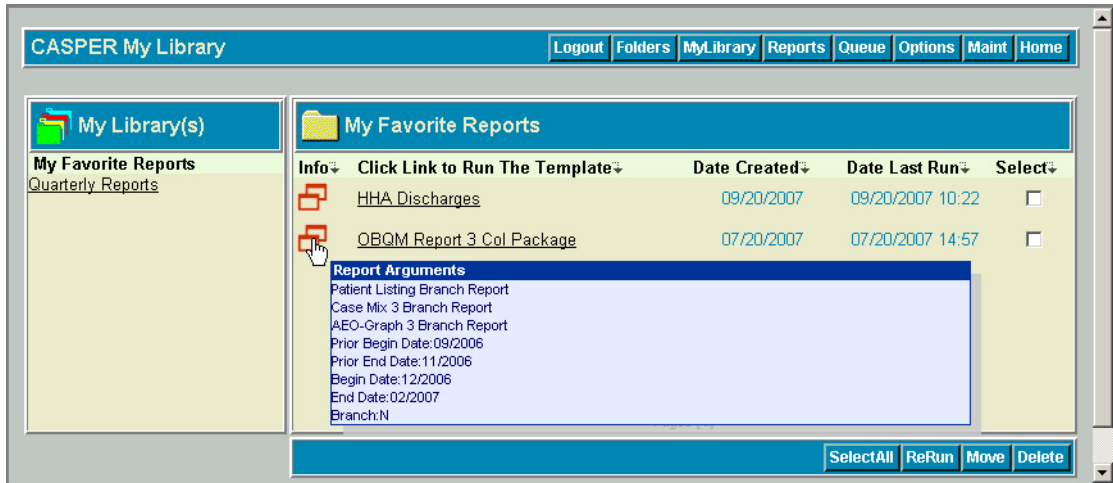 CASPER My Library
Logout Folders MyLibrary Reports Queue Options Maint Home
My Library(s)
My Favorite Reports
Quarterly Reports
My Favorite Reports
Info Click Link to Run The Template Date Created Date Last Run Select
HHA Discharges 09/20/2007 09/20/2007 10:22
OBQM Report 3 Col Package 07/20/2007 07/20/2007 14:57
Report Arguments
Patient Listing Branch Report
Case Mix 3 Branch Report
AEO-Graph 3 Branch Report
Prior Begin Date:09/2006
Prior End Date:11/2006
Begin Date:12/2006
End Date:02/2007
Branch:N
SelectAll ReRun Move Delete